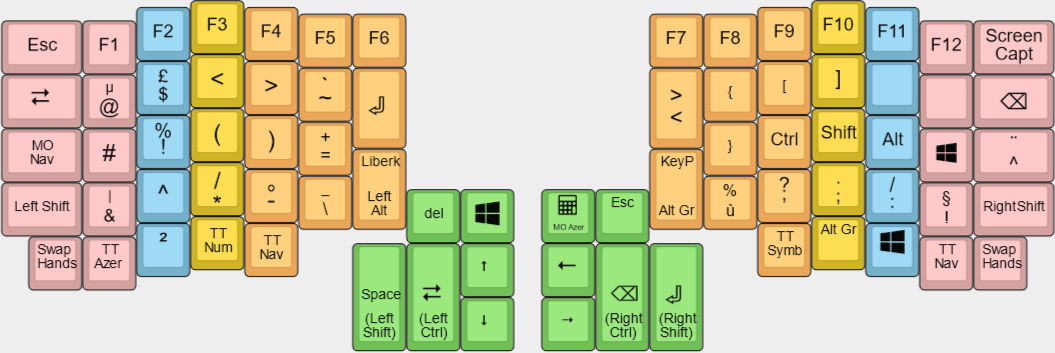 Esc F1 F2 F3 F4 F5 F6
F7 F8 F9 F10 F11 F12 Screen
Capt
⇄ µ
@ £
$ < > `
~ ⏎
>
< { [ ] ⌫
MO
Nav # %
! ( ) +
=
} Ctrl Shift Alt ¨
^
Left Shift |
& ^ /
* °
- _
\ Liberk
Left
Alt
KeyP
Alt Gr %
ù ?
, .
; /
: §
! RightShift
Swap
Hands TT
Azer ² TT
Num TT
Nav
del
MO Azer
Esc
TT
Symb Alt Gr TT
Nav Swap
Hands
Space
(Left
Shift) ⇄
(Left
Ctrl) ↑
↓
←
→ ⌫
(Right
Ctrl) ⏎
(Right
Shift)